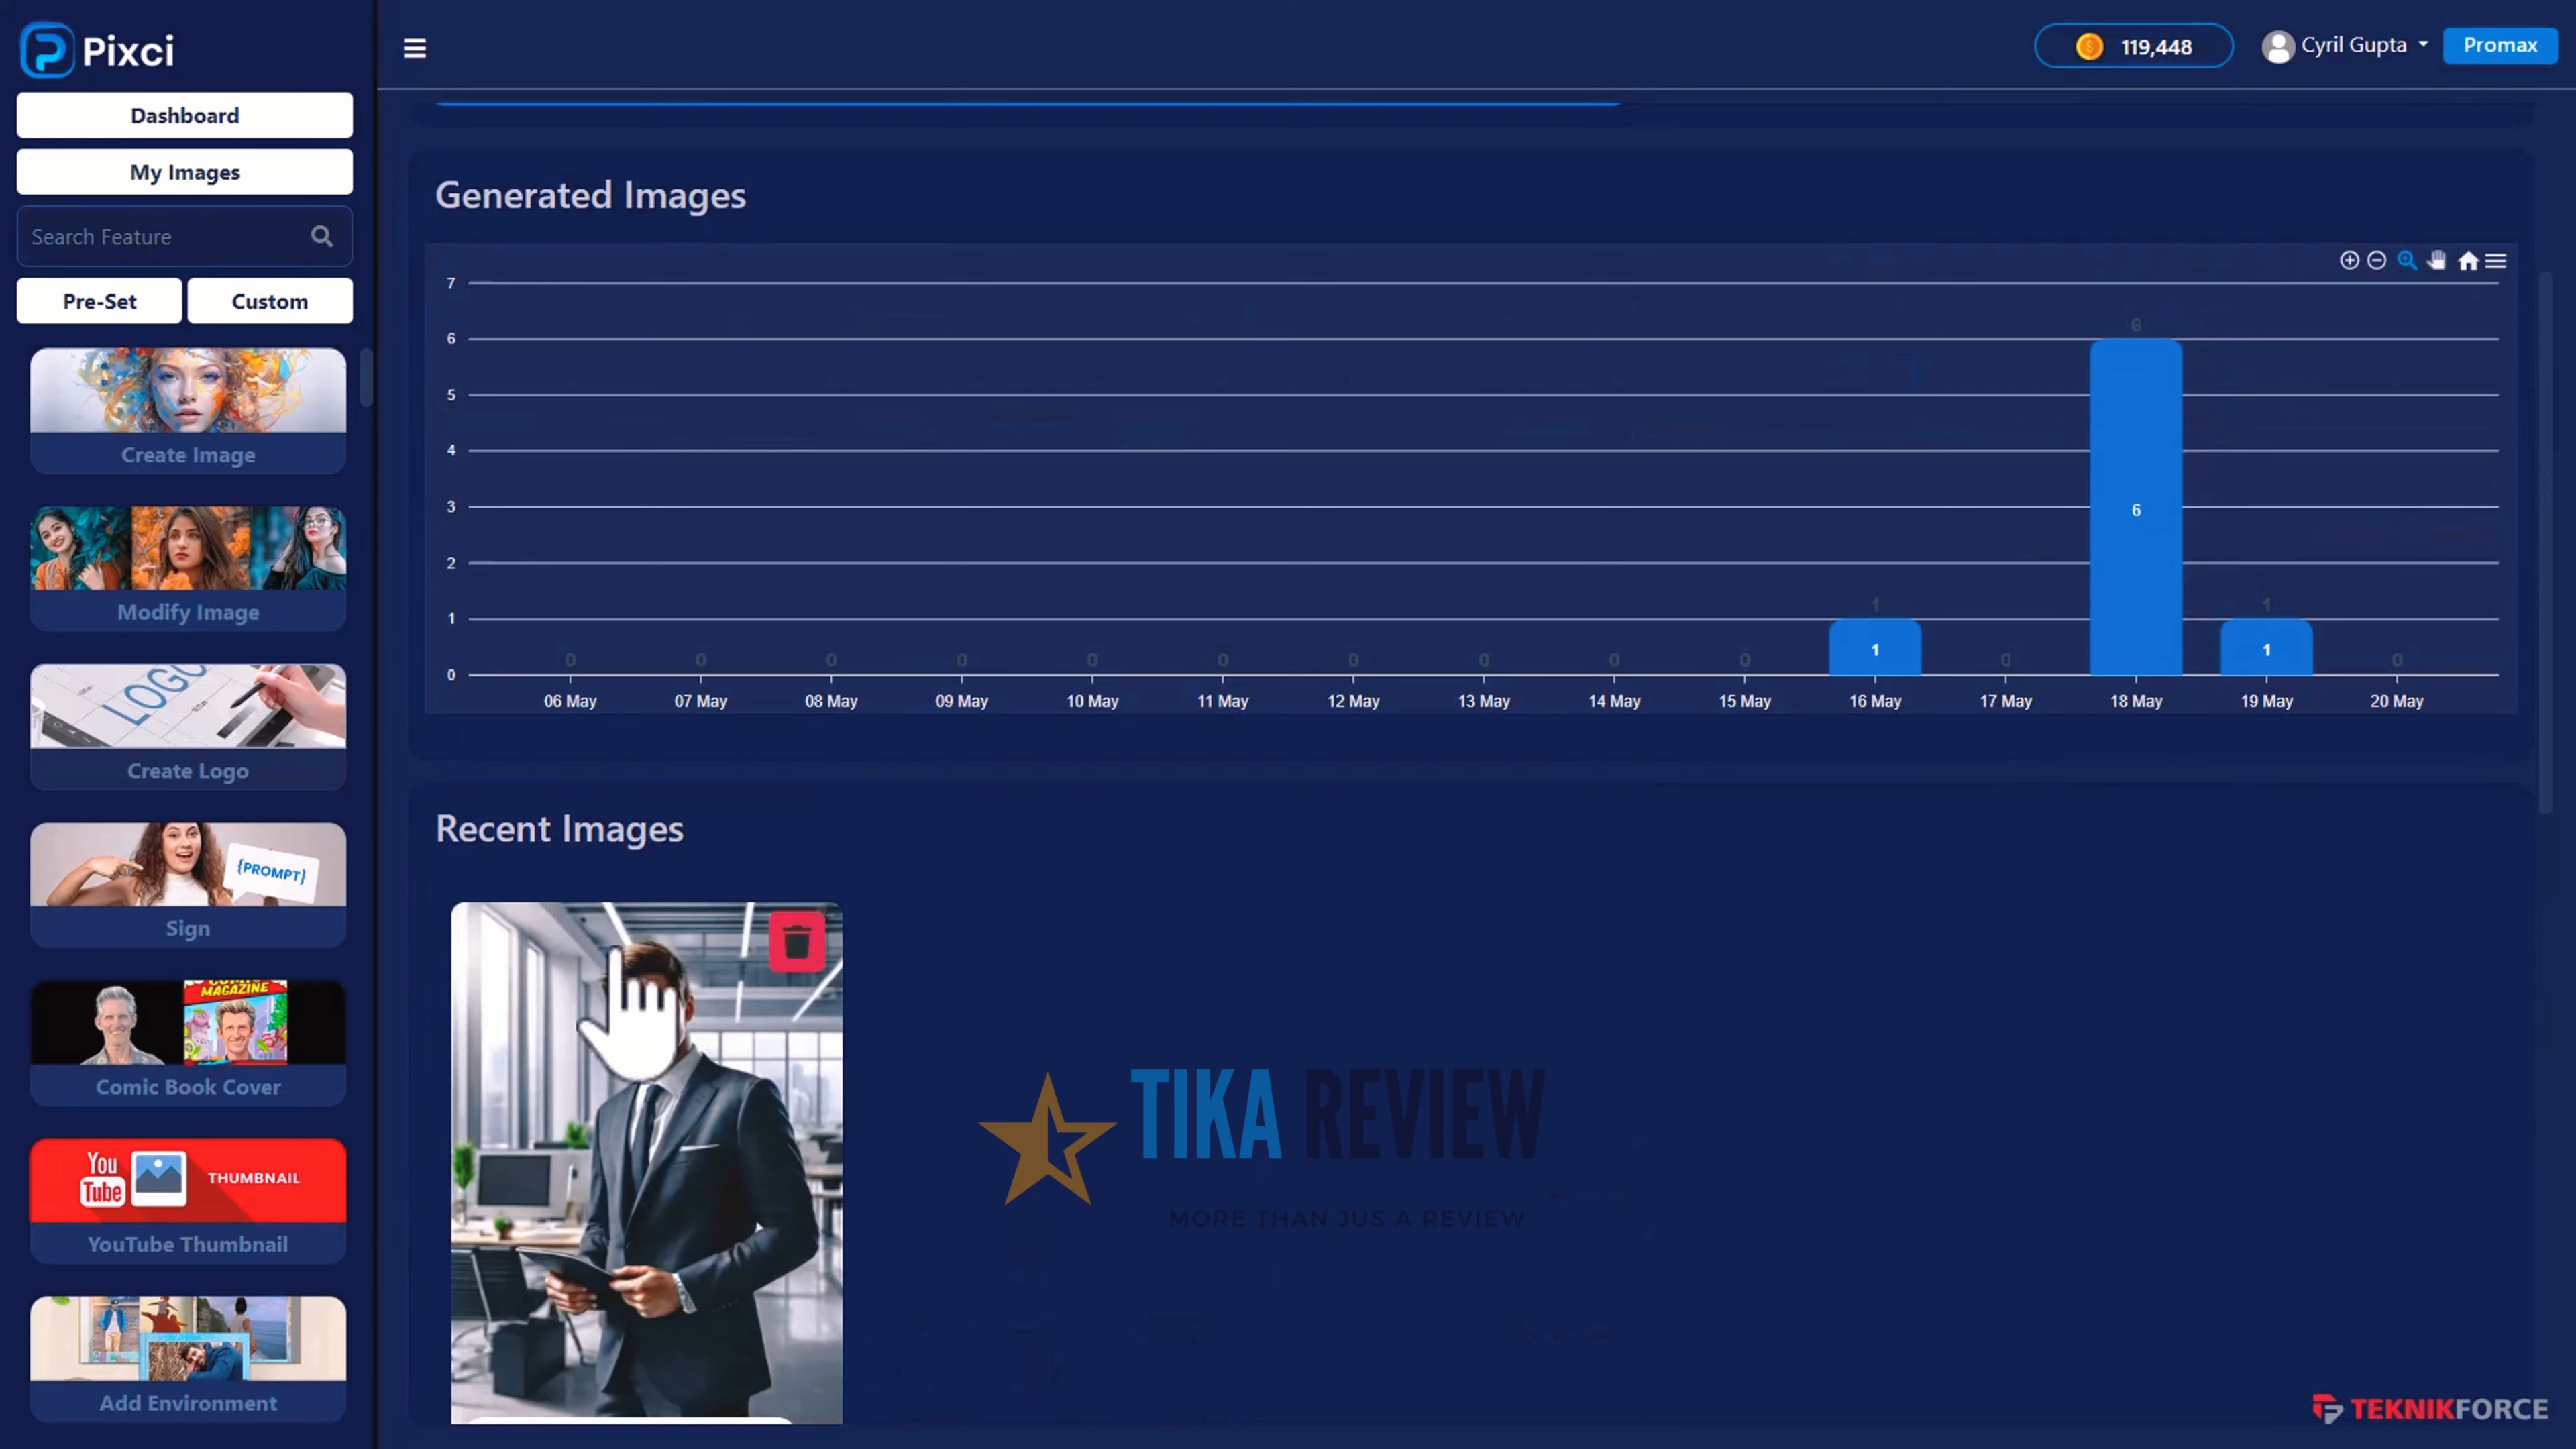 Pixci
119,448
Cyril Gupta
Promax
Dashboard
My Images
Search Feature
Pre-Set
Custom
Create Image
Modify Image
LOGO
Create Logo
{PROMPT}
Sign
MAGAZINE
Comic Book Cover
You
Tube
THUMBNAIL
YouTube Thumbnail
Add Environment
Generated Images
7
6
5
4
3
2
1
0
6
6
1
1
1
1
0 0 0 0 0 0 0 0 0 0 0 0
06 May 07 May 08 May 09 May 10 May 11 May 12 May 13 May 14 May 15 May 16 May 17 May 18 May 19 May 20 May
Recent Images
TIKA REVIEW
MORE THAN JUS A REVIEW
TEKNIKFORCE